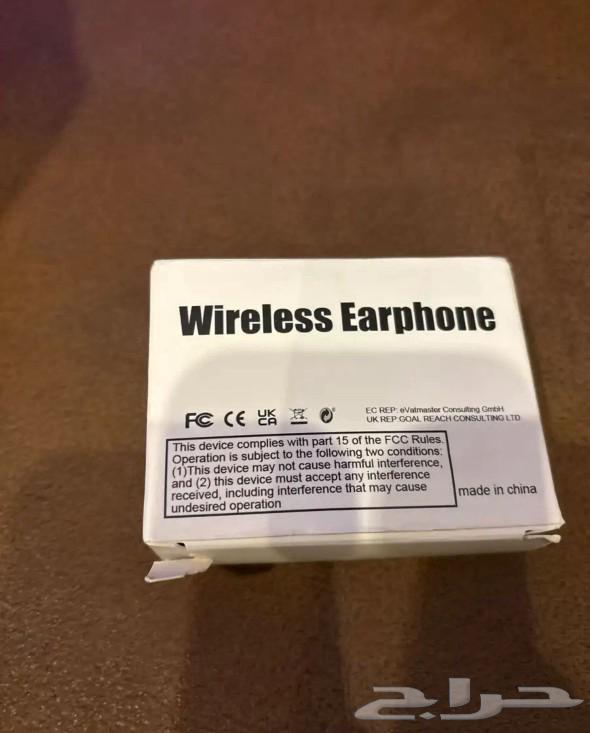 Wireless Earphone
FC CE UK CA
EC REP: eVatmaster Consulting GmbH
UK REP:GOAL REACH CONSULTING LTD
This device complies with part 15 of the FCC Rules.
Operation is subject to the following two conditions:
(1)This device may not cause harmful interference,
and (2) this device must accept any interference
received, including interference that may cause
undesired operation
made in china
حراج